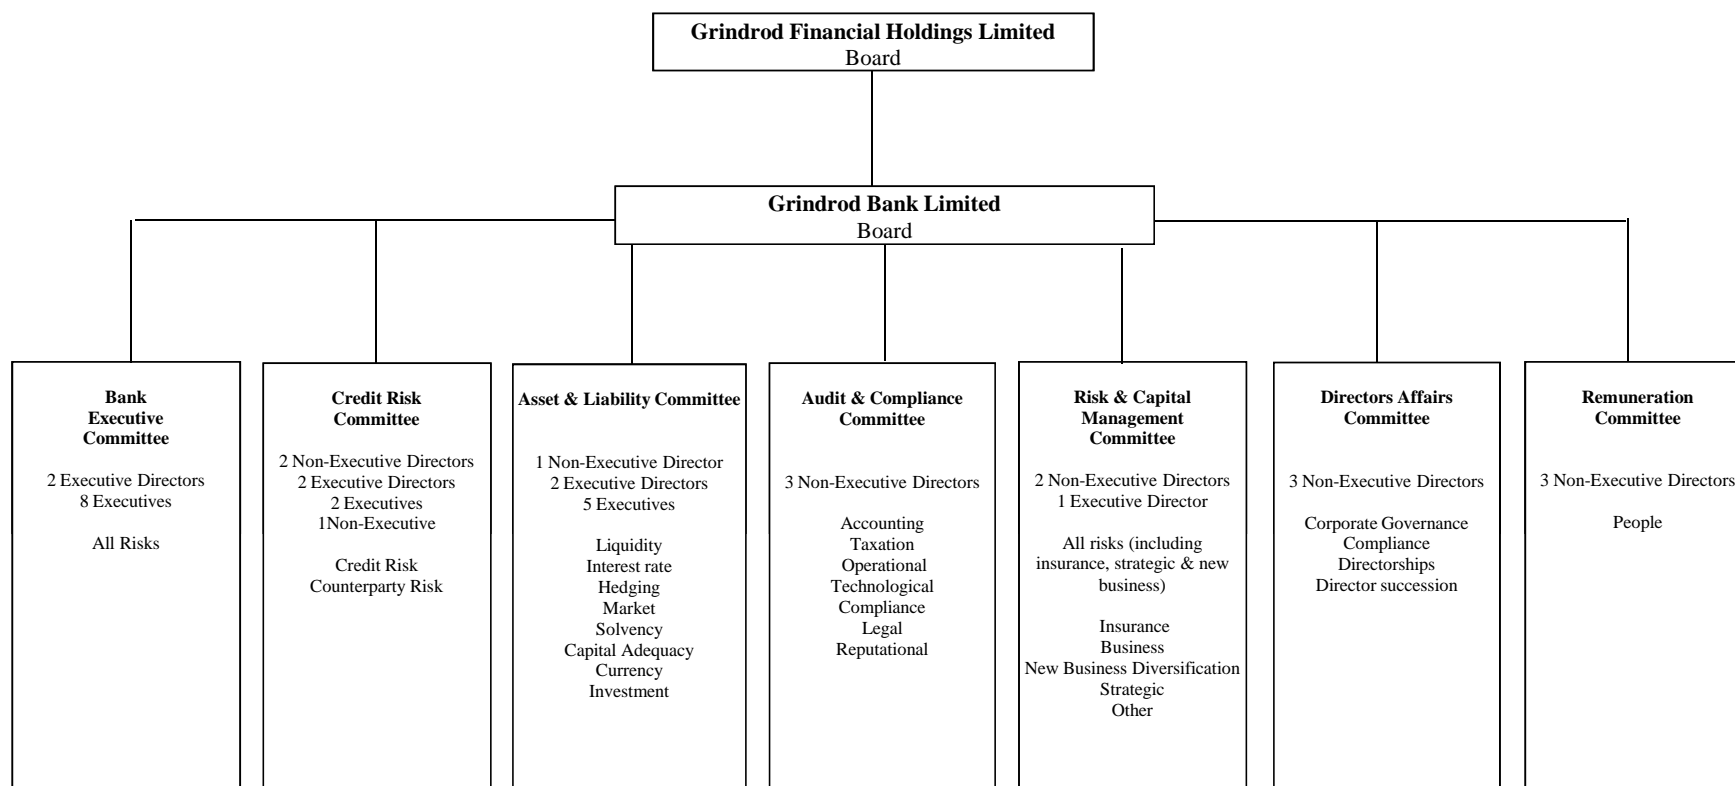 Grindrod Financial Holdings Limited
Board
Grindrod Bank Limited
Board
Bank
Executive
Committee
2 Executive Directors
8 Executives
All Risks
Credit Risk
Committee
2 Non-Executive Directors
2 Executive Directors
2 Executives
1Non-Executive
Credit Risk
Counterparty Risk
Asset & Liability Committee
1 Non-Executive Director
2 Executive Directors
5 Executives
Liquidity
Interest rate
Hedging
Market
Solvency
Capital Adequacy
Currency
Investment
Audit & Compliance
Committee
3 Non-Executive Directors
Accounting
Taxation
Operational
Technological
Compliance
Legal
Reputational
Risk & Capital
Management
Committee
2 Non-Executive Directors
1 Executive Director
All risks (including
insurance, strategic & new
business)
Insurance
Business
New Business Diversification
Strategic
Other
Directors Affairs
Committee
3 Non-Executive Directors
Corporate Governance
Compliance
Directorships
Director succession
Remuneration
Committee
3 Non-Executive Directors
People